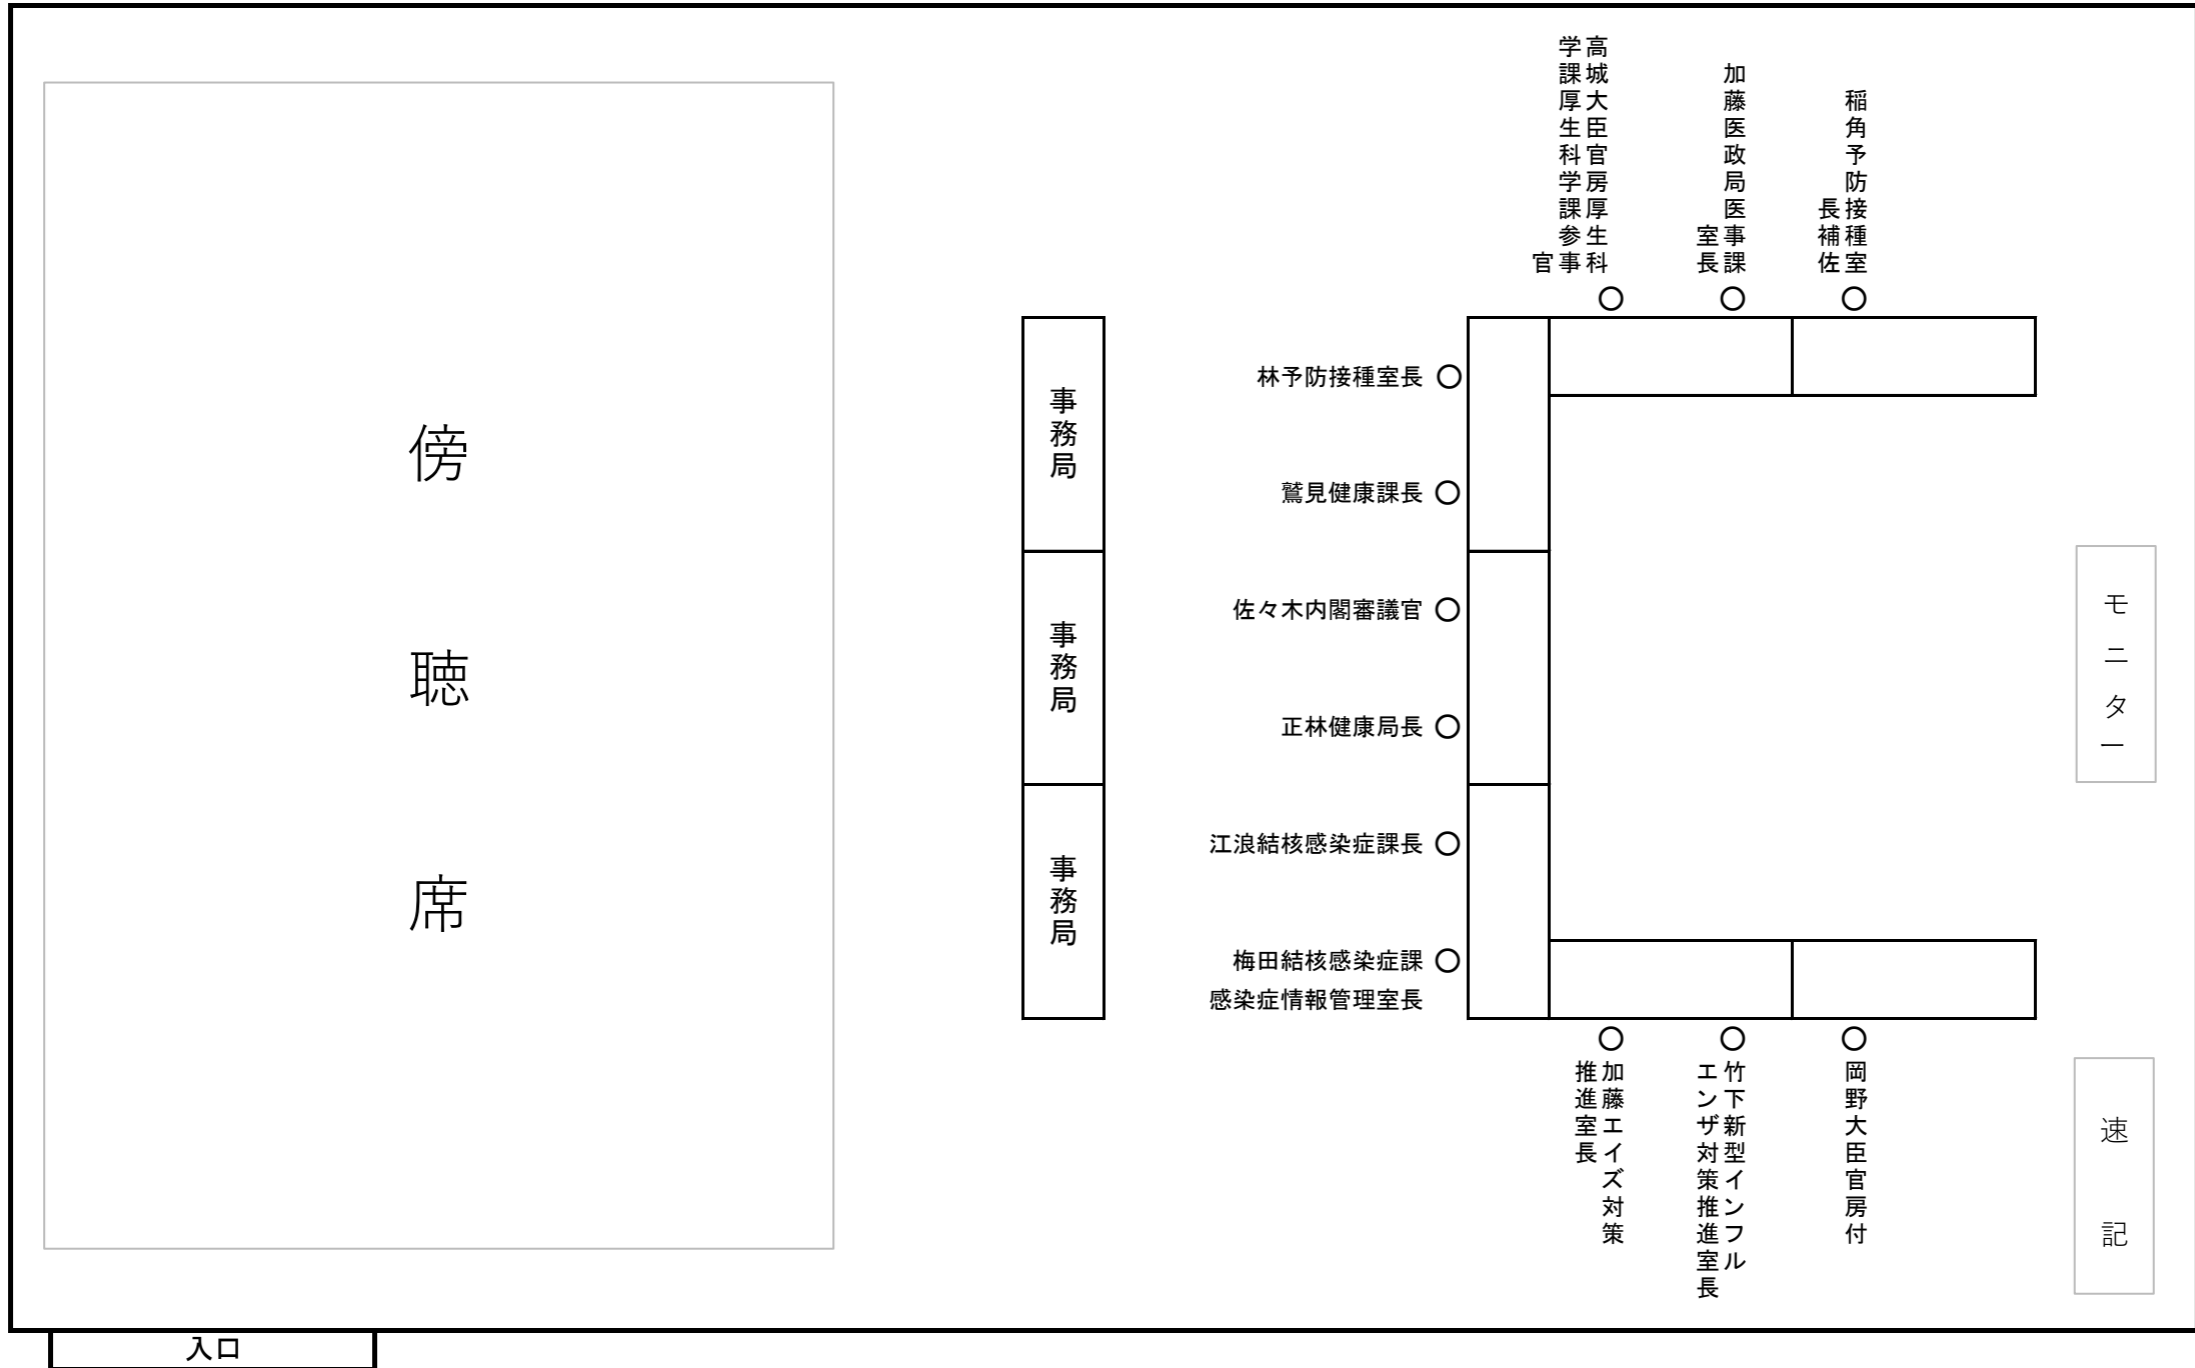 高城大臣官房厚生科
学課厚生科学課参事
官
加藤医政局医事課
室長
稲角予防接種室
長補佐
林予防接種室長
鷲見健康課長
佐々木内閣審議官
正林健康局長
江浪結核感染症課長
梅田結核感染症課
感染症情報管理室長
加藤エイズ対策
推進室長
竹下新型インフル
エンザ対策推進室長
岡野大臣官房付
事務局
事務局
事務局
傍聴席
モニター
速記
入口